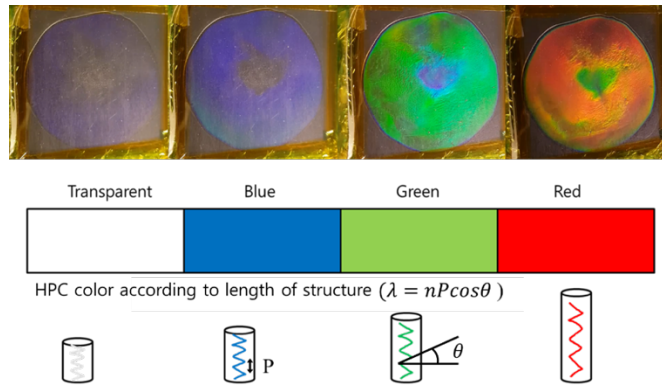 Transparent Blue Green Red
HPC color according to length of structure (λ = nPcosθ )
P
θ